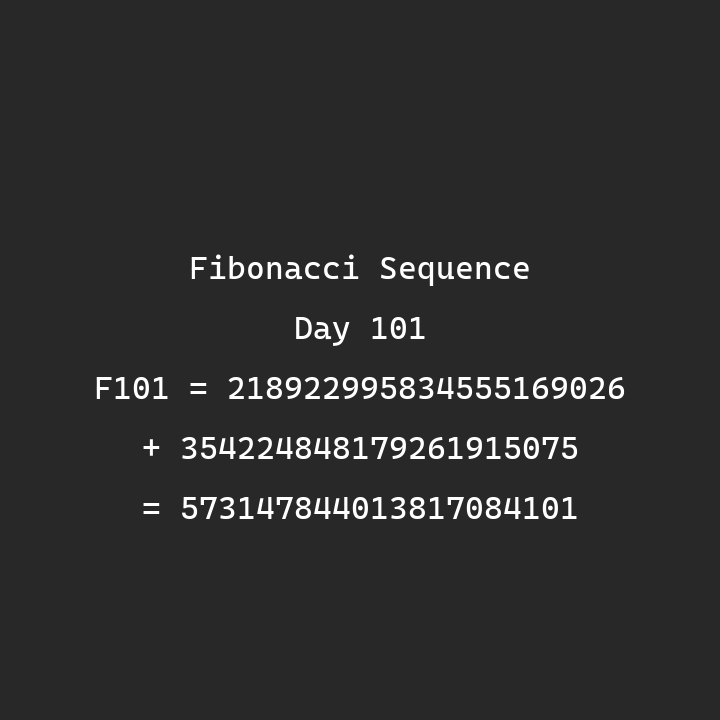 Fibonacci Sequence
Day 101
F101 = 218922995834555169026
+ 354224848179261915075
= 573147844013817084101